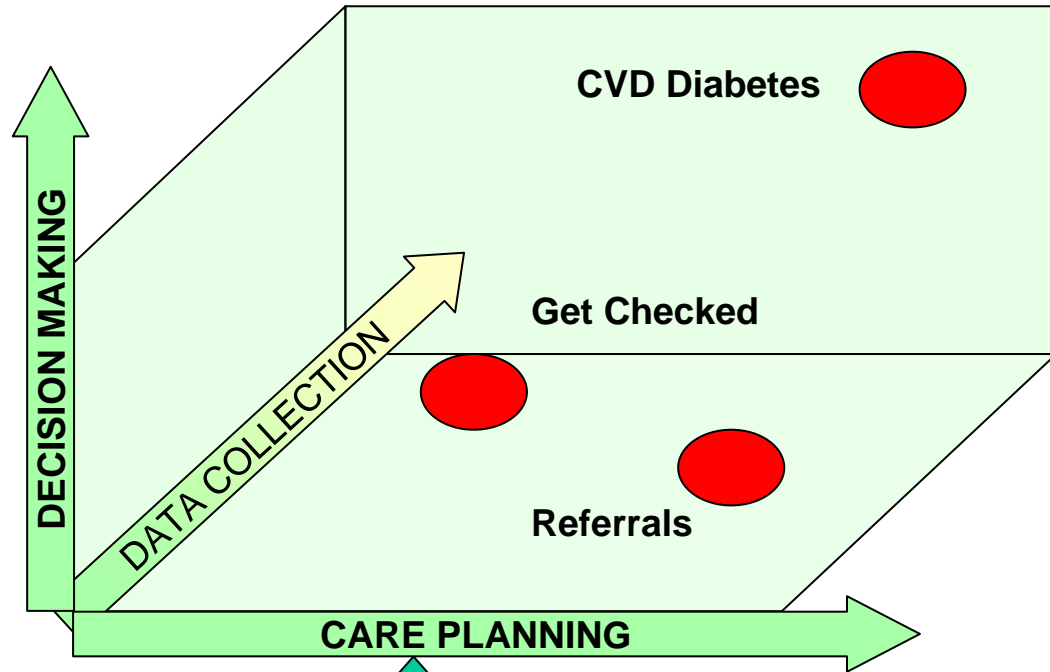 CVD Diabetes
DECISION MAKING
Get Checked
DATA COLLECTION
Referrals
CARE PLANNING